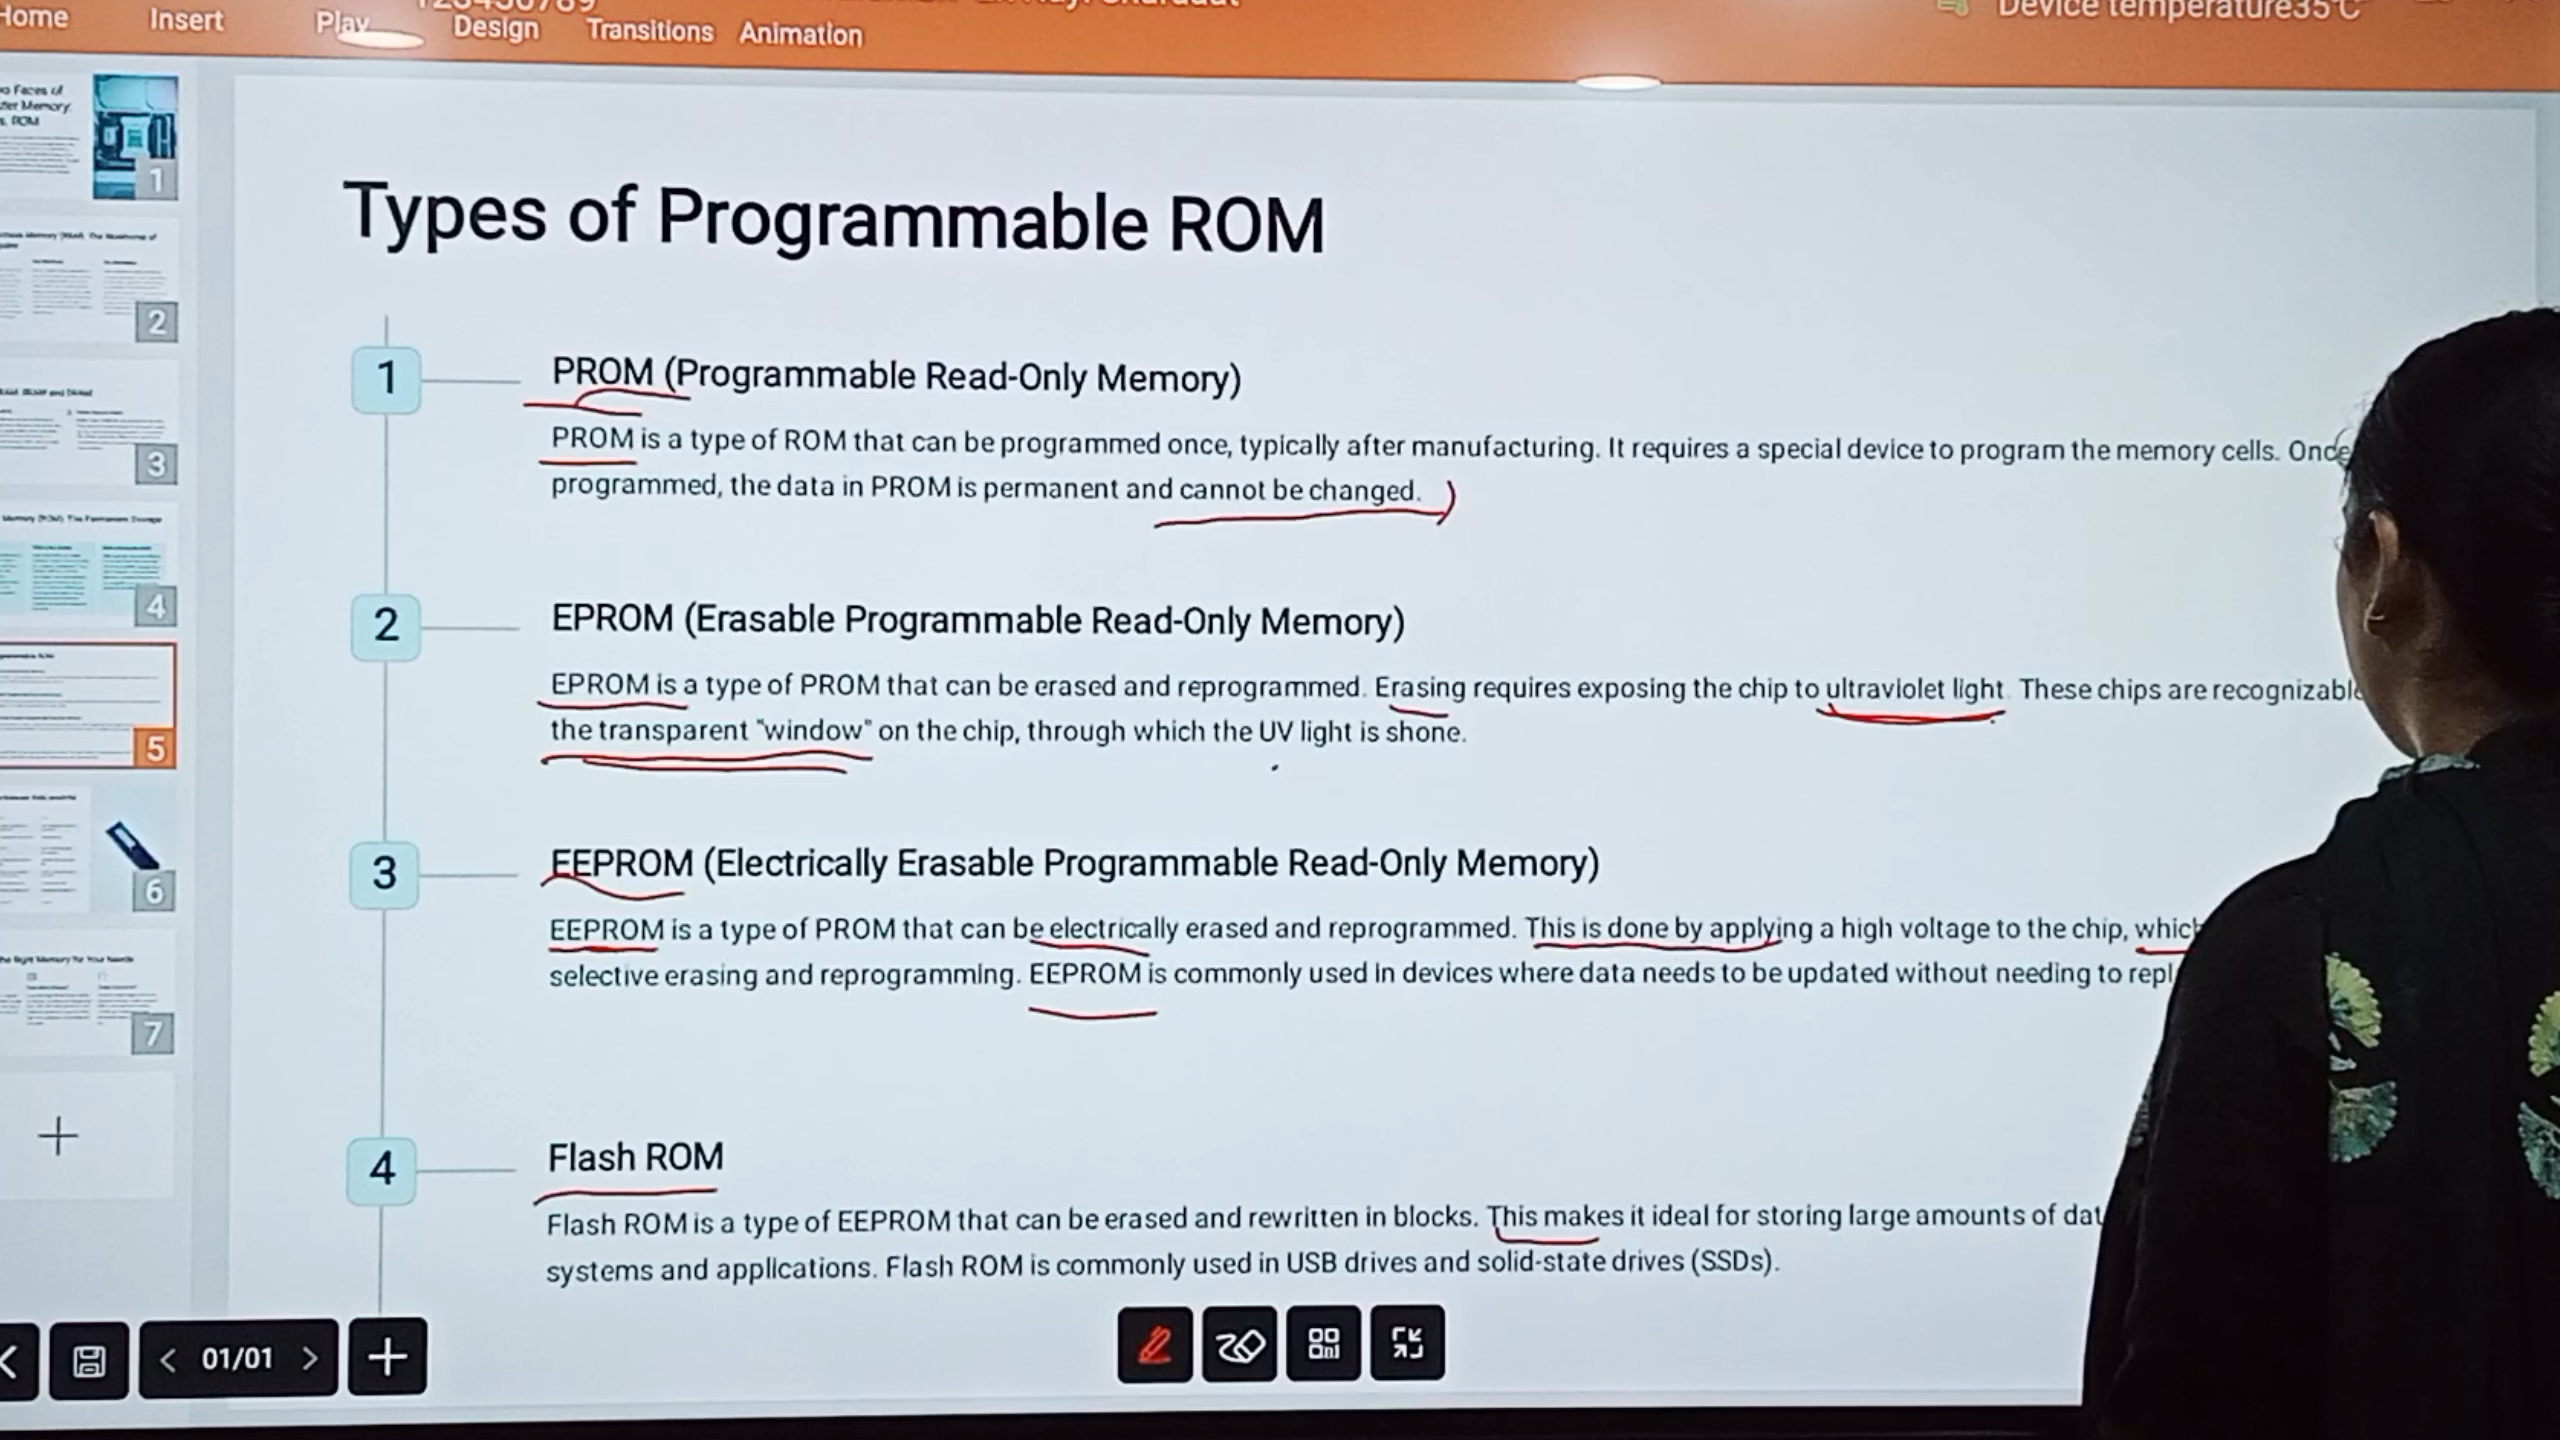 Home Insert Play Design Transitions Animation
Device temperature35℃
1
2
3
4
5
6
7
Types of Programmable ROM
1
PROM (Programmable Read-Only Memory)
PROM is a type of ROM that can be programmed once, typically after manufacturing. It requires a special device to program the memory cells. Once
programmed, the data in PROM is permanent and cannot be changed.
2
EPROM (Erasable Programmable Read-Only Memory)
EPROM is a type of PROM that can be erased and reprogrammed. Erasing requires exposing the chip to ultraviolet light. These chips are recognizabl
the transparent "window" on the chip, through which the UV light is shone.
3
EEPROM (Electrically Erasable Programmable Read-Only Memory)
EEPROM is a type of PROM that can be electrically erased and reprogrammed. This is done by applying a high voltage to the chip, whic
selective erasing and reprogramming. EEPROM is commonly used in devices where data needs to be updated without needing to repl
4
Flash ROM
Flash ROM is a type of EEPROM that can be erased and rewritten in blocks. This makes it ideal for storing large amounts of dat
systems and applications. Flash ROM is commonly used in USB drives and solid-state drives (SSDs).
01/01